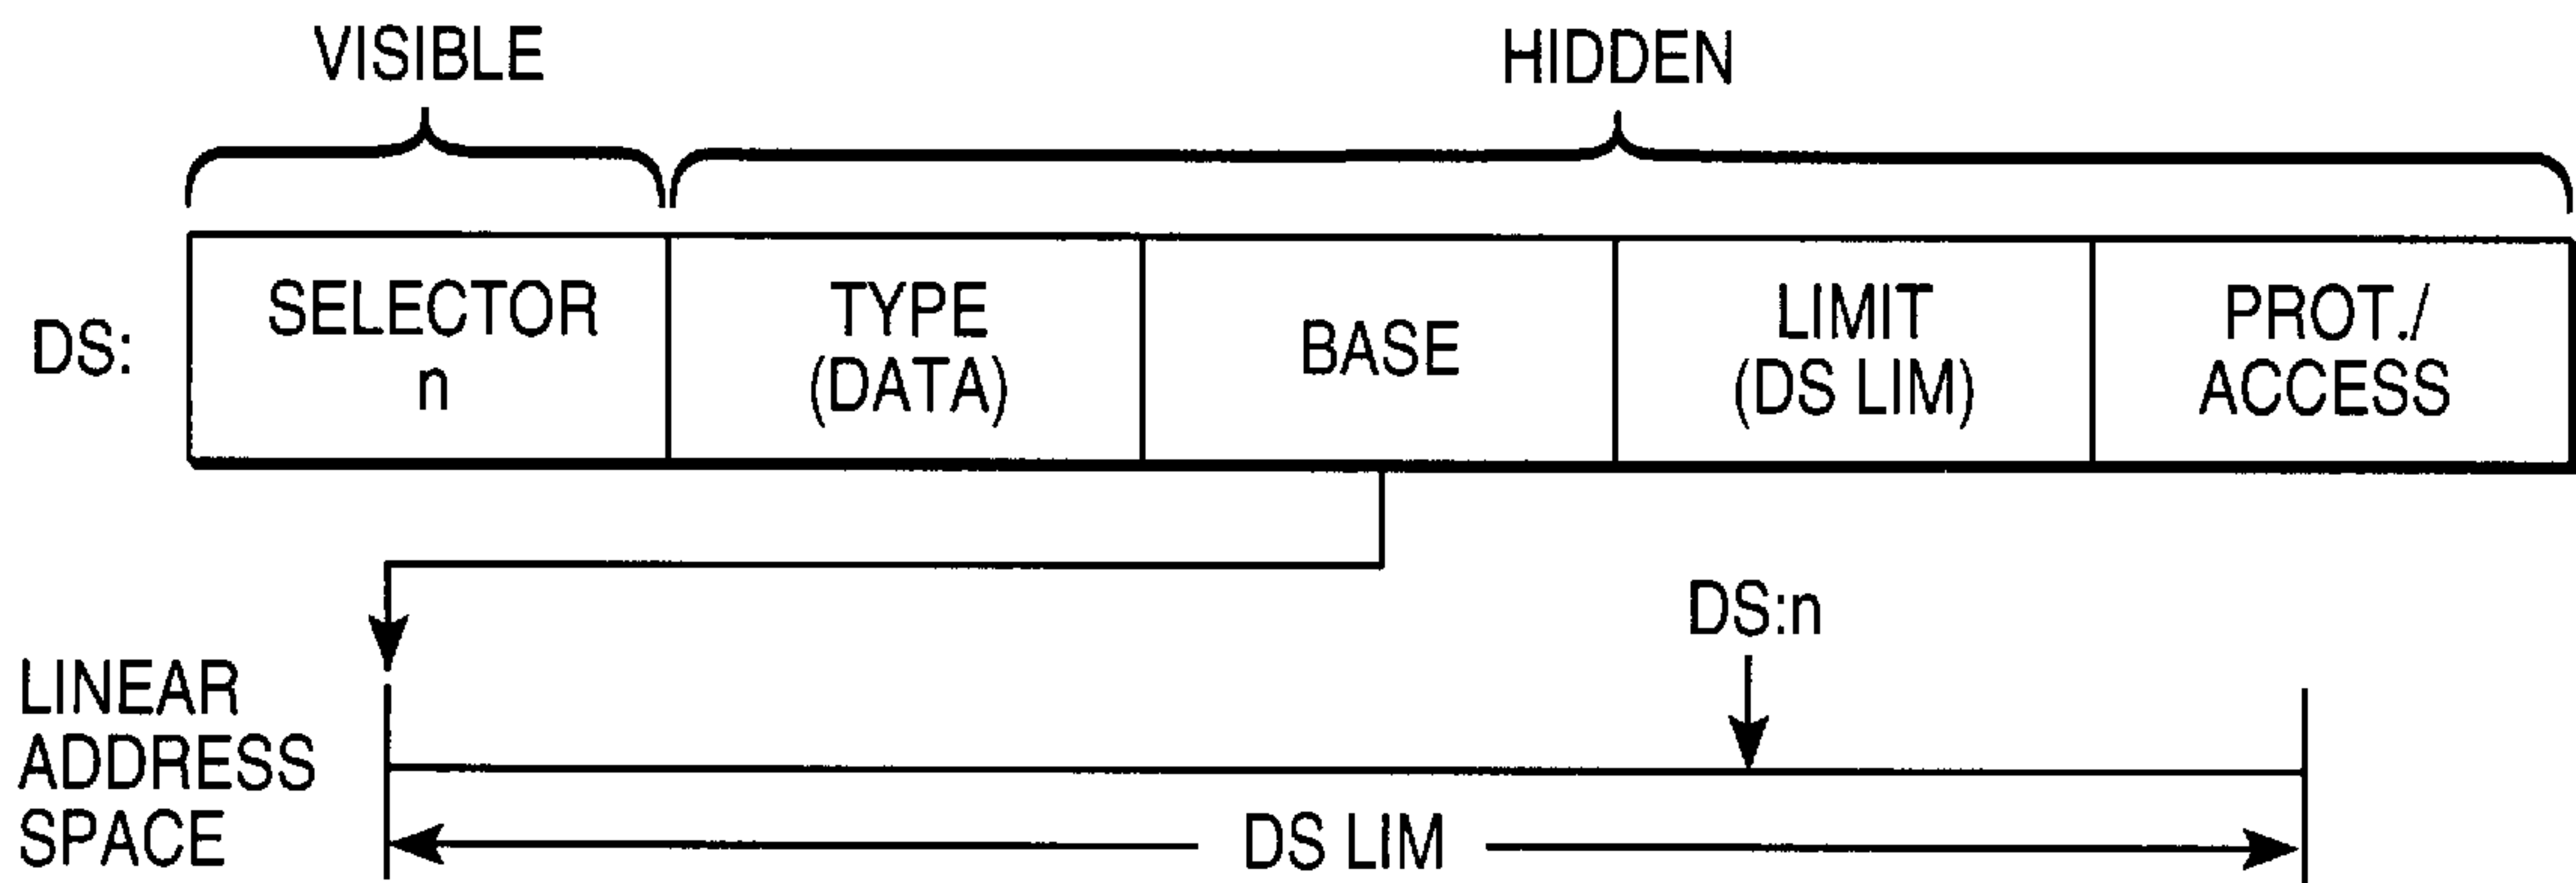 VISIBLE
HIDDEN
DS:
SELECTOR
n
TYPE
(DATA)
BASE
LIMIT
(DS LIM)
PROT./
ACCESS
DS:n
LINEAR
ADDRESS
SPACE
DS LIM